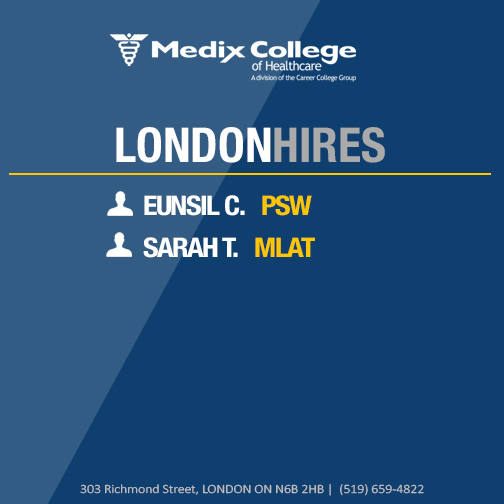 Medix College
of Healthcare
A division of the Career College Group
LONDONHIRES
EUNSIL C. PSW
SARAH T. MLAT
303 Richmond Street, LONDON ON N6B 2HB | (519) 659-4822